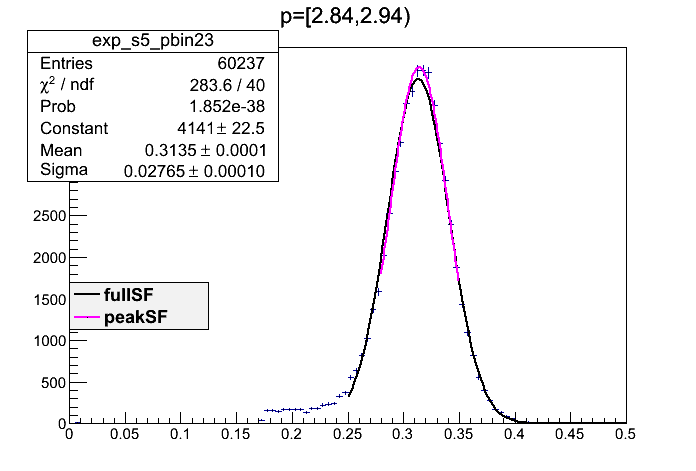 p=[2.84,2.94)
exp_s5_pbin23
Entries 60237
χ² / ndf 283.6 / 40
Prob 1.852e-38
Constant 4141 ± 22.5
Mean 0.3135 ± 0.0001
Sigma 0.02765 ± 0.00010
2500
2000
1500
1000
500
0
fullSF
peakSF
0 0.05 0.1 0.15 0.2 0.25 0.3 0.35 0.4 0.45 0.5